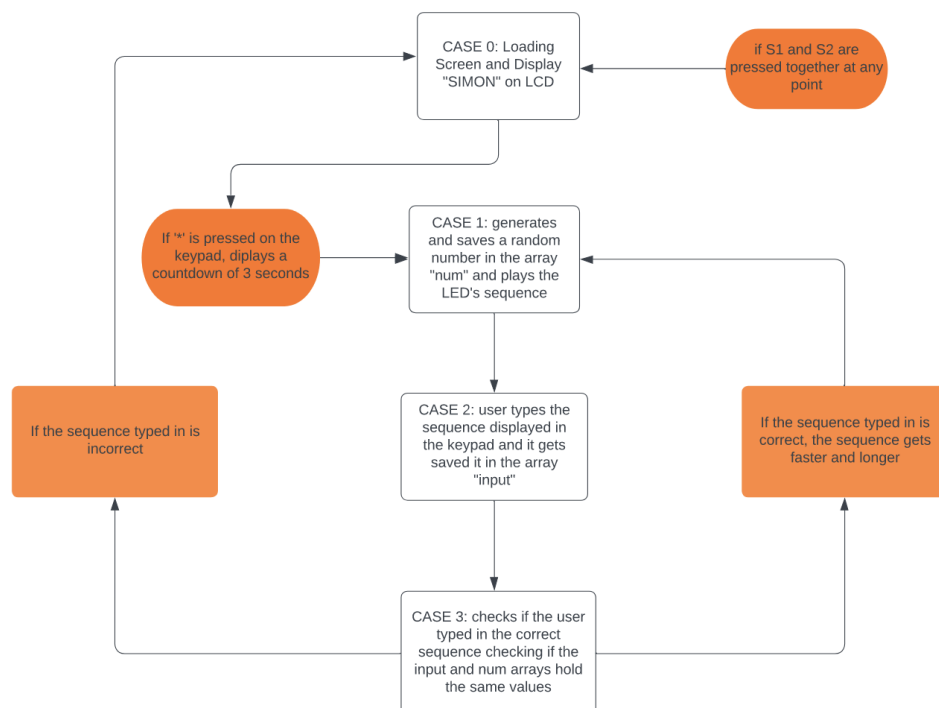 CASE 0: Loading
Screen and Display
"SIMON" on LCD
if S1 and S2 are
pressed together at any
point
If '*' is pressed on the
keypad, diplays a
countdown of 3 seconds
CASE 1: generates
and saves a random
number in the array
"num" and plays the
LED's sequence
If the sequence typed in is
incorrect
CASE 2: user types the
sequence displayed in
the keypad and it gets
saved it in the array
"input"
If the sequence typed in is
correct, the sequence gets
faster and longer
CASE 3: checks if the user
typed in the correct
sequence checking if the
input and num arrays hold
the same values